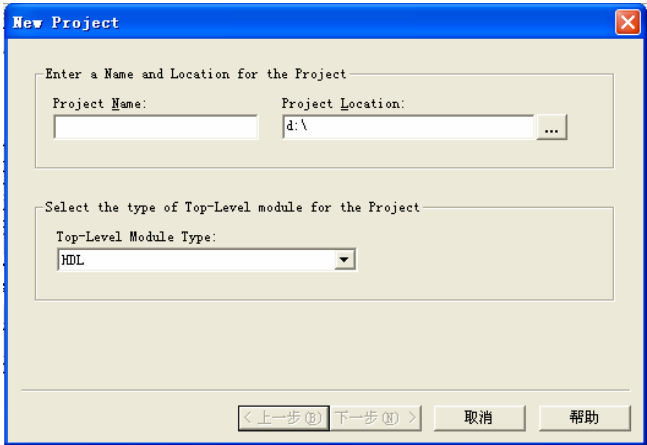 New Project
Enter a Name and Location for the Project
Project Name: Project Location:
d:\ ...
Select the type of Top-Level module for the Project
Top-Level Module Type:
HDL
< 上一步(B) 下一步(N) > 取消 帮助